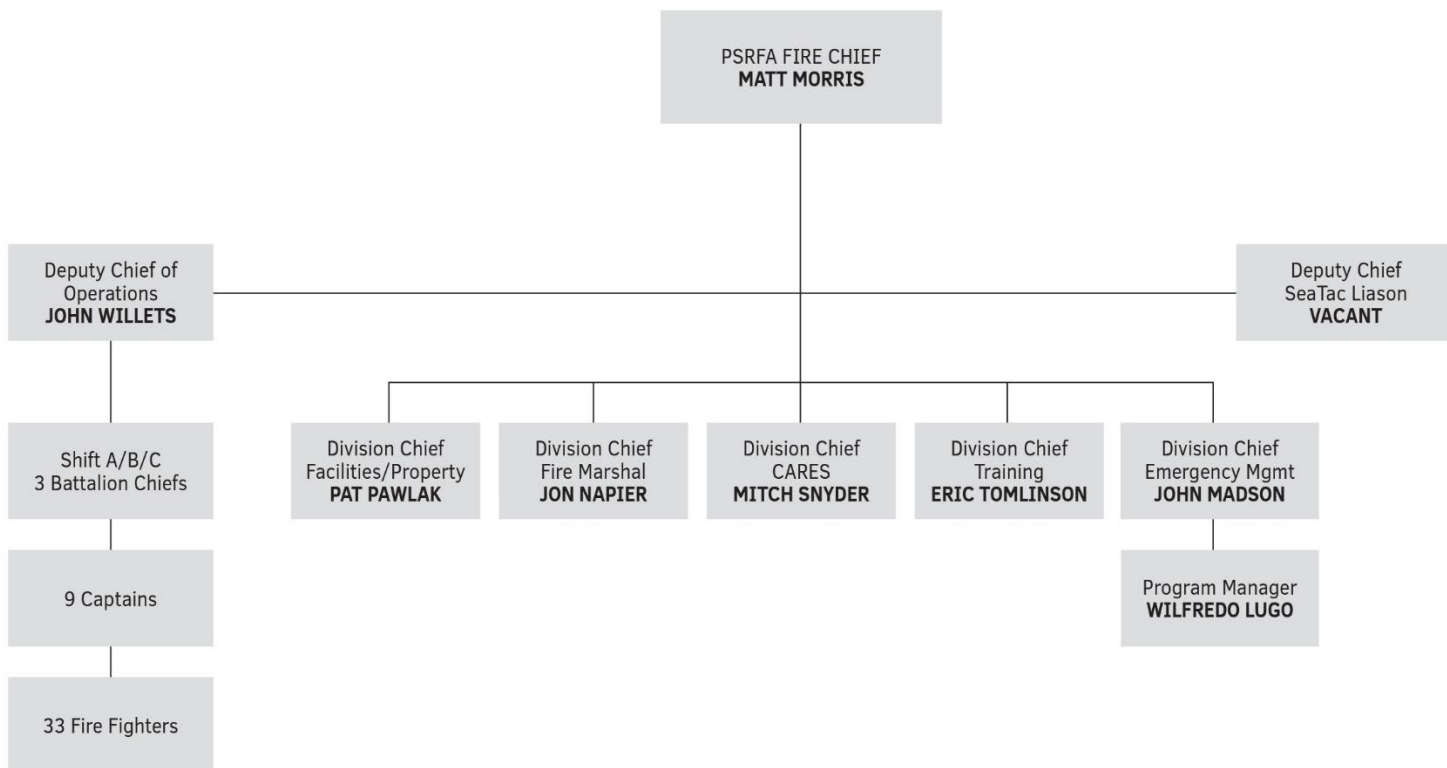 PSRFA FIRE CHIEF
MATT MORRIS
Deputy Chief of
Operations
JOHN WILLETS
Deputy Chief
SeaTac Liason
VACANT
Shift A/B/C
3 Battalion Chiefs
Division Chief
Facilities/Property
PAT PAWLAK
Division Chief
Fire Marshal
JON NAPIER
Division Chief
CARES
MITCH SNYDER
Division Chief
Training
ERIC TOMLINSON
Division Chief
Emergency Mgmt
JOHN MADSON
9 Captains
Program Manager
WILFREDO LUGO
33 Fire Fighters